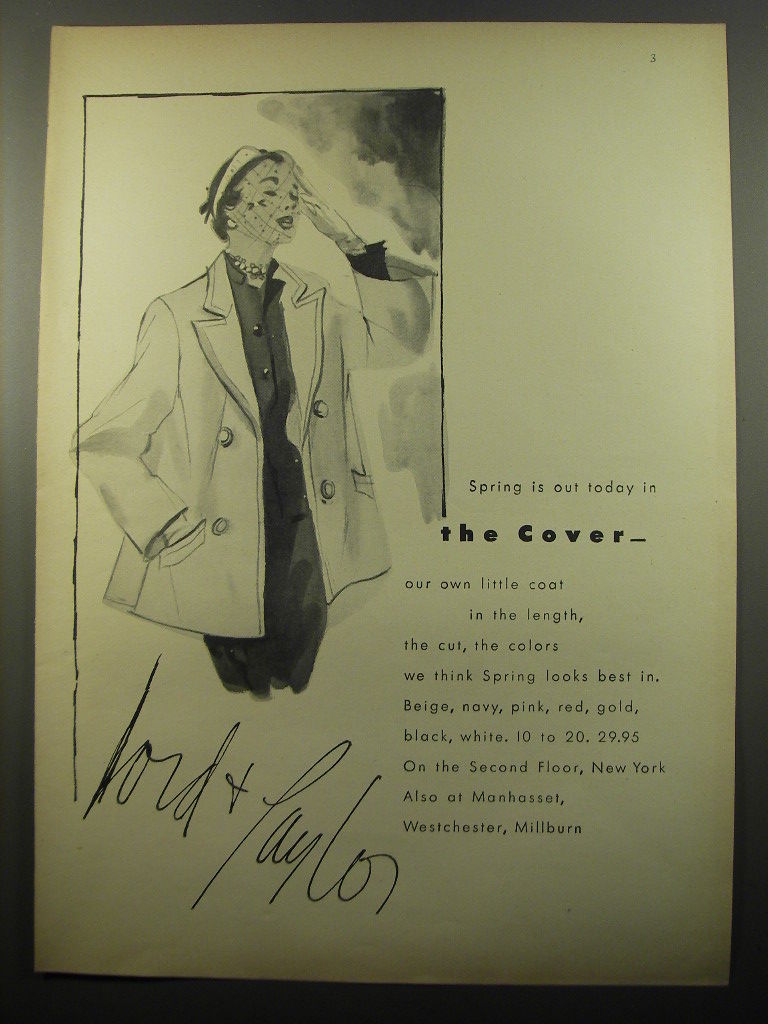 3
Spring is out today in
the Cover—
our own little coat
in the length,
the cut, the colors
we think Spring looks best in.
Beige, navy, pink, red, gold,
black, white. 10 to 20. 29.95
On the Second Floor, New York
Also at Manhasset,
Westchester, Millburn
Lord & Taylor